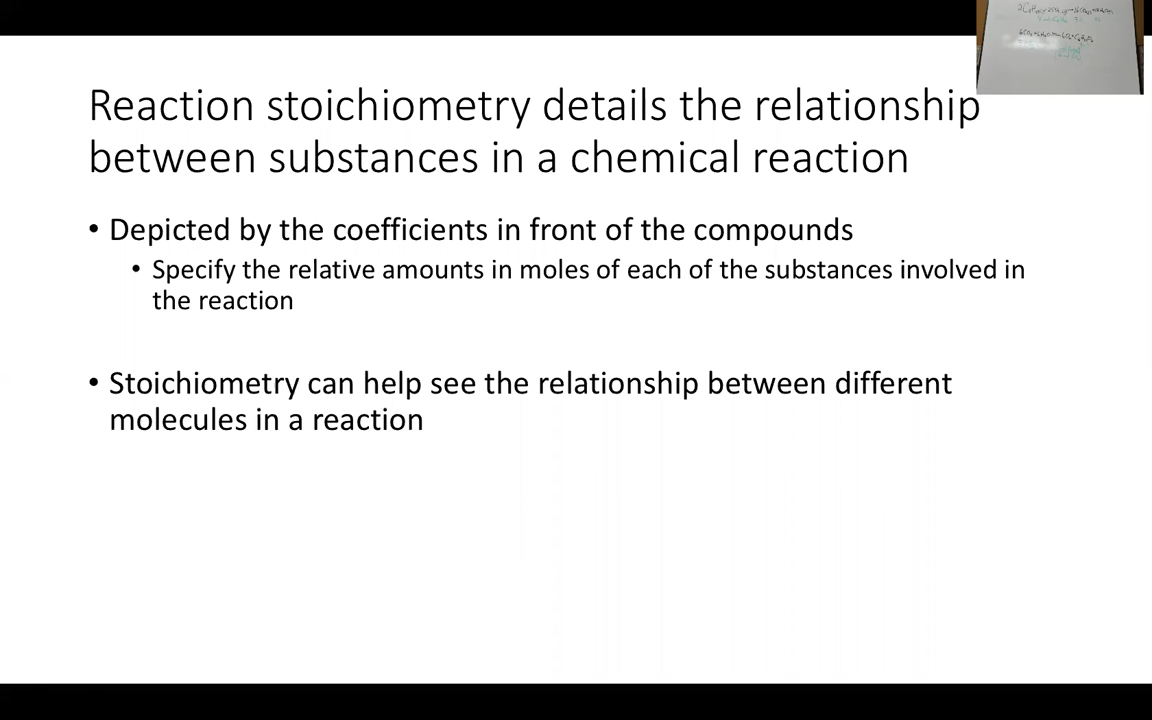 Reaction stoichiometry details the relationship
between substances in a chemical reaction
• Depicted by the coefficients in front of the compounds
• Specify the relative amounts in moles of each of the substances involved in
the reaction
• Stoichiometry can help see the relationship between different
molecules in a reaction